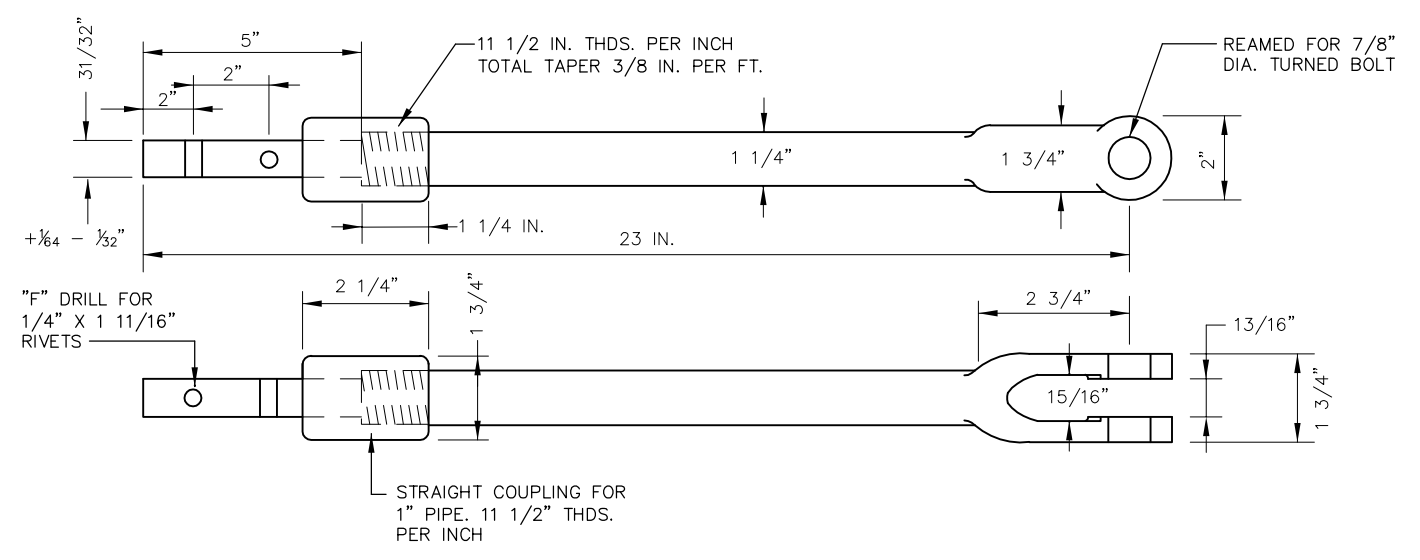 31/32”
5”
2”
2”
11 1/2 IN. THDS. PER INCH
TOTAL TAPER 3/8 IN. PER FT.
REAMED FOR 7/8”
DIA. TURNED BOLT
1 1/4”
1 3/4”
2”
+1/64 - 1/32”
1 1/4 IN.
23 IN.
"F" DRILL FOR
1/4” X 1 11/16”
RIVETS
2 1/4”
1 3/4”
2 3/4”
13/16”
15/16”
1 3/4”
STRAIGHT COUPLING FOR
1” PIPE. 11 1/2” THDS.
PER INCH